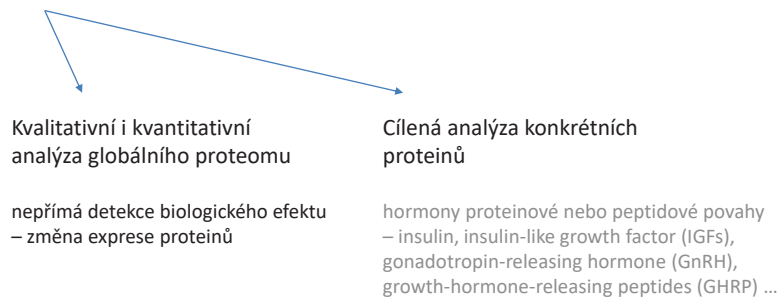 Kvalitativní i kvantitativní
analýza globálního proteomu
nepřímá detekce biologického efektu
– změna exprese proteinů
Cílená analýza konkrétních
proteinů
hormony proteinové nebo peptidové povahy
– insulin, insulin-like growth factor (IGFs),
gonadotropin-releasing hormone (GnRH),
growth-hormone-releasing peptides (GHRP) ...